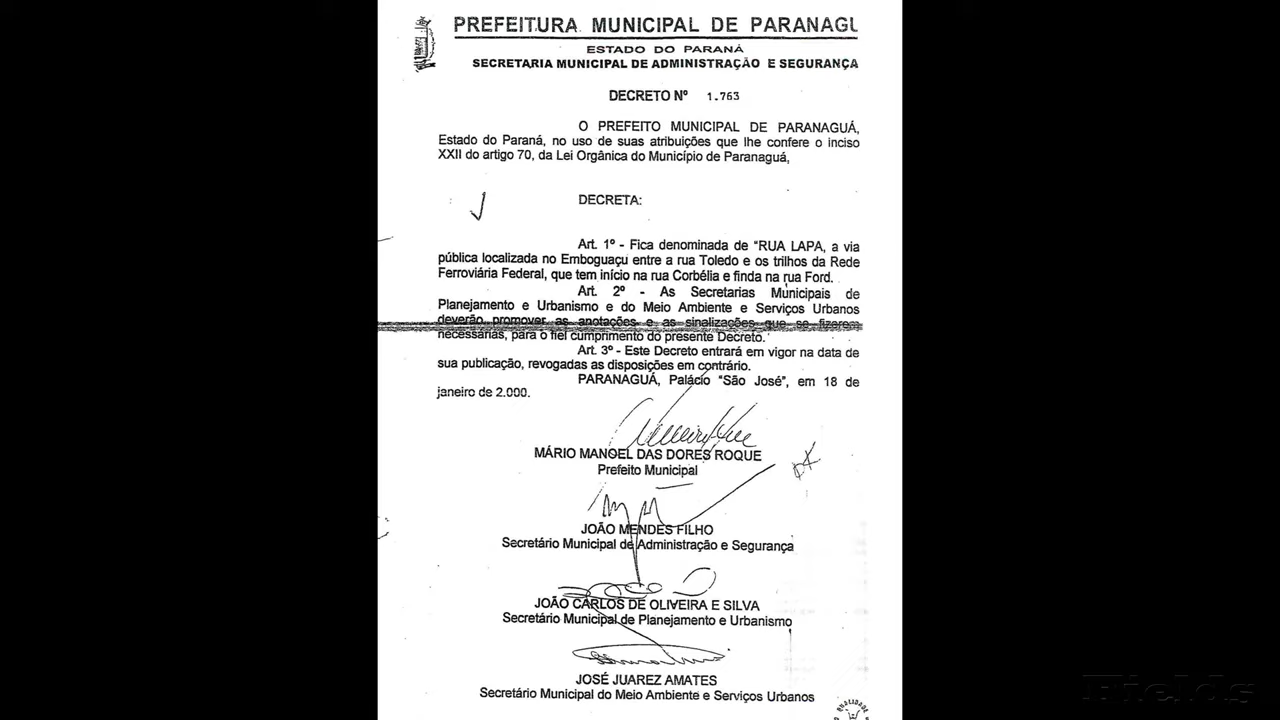 PREFEITURA MUNICIPAL DE PARANAGU
ESTADO DO PARANÁ
SECRETARIA MUNICIPAL DE ADMINISTRAÇÃO E SEGURANÇA
DECRETO Nº 1.763
O PREFEITO MUNICIPAL DE PARANAGUÁ,
Estado do Paraná, no uso de suas atribuições que lhe confere o inciso
XXII do artigo 70, da Lei Orgânica do Município de Paranaguá,
DECRETA:
Art. 1º - Fica denominada de "RUA LAPA, a via
pública localizada no Emboguaçu entre a rua Toledo e os trilhos da Rede
Ferroviária Federal, que tem início na rua Corbélia e finda na rua Ford.
Art. 2º - As Secretarias Municipais de
Planejamento e Urbanismo e do Meio Ambiente e Serviços Urbanos
deverão promover as anotações e as sinalizações que se fizerem
necessárias, para o fiel cumprimento do presente Decreto.
Art. 3º - Este Decreto entrará em vigor na data de
sua publicação, revogadas as disposições em contrário.
PARANAGUÁ, Palácio "São José", em 18 de
janeiro de 2.000.
MÁRIO MANOEL DAS DORES ROQUE
Prefeito Municipal
JOÃO MENDES FILHO
Secretário Municipal de Administração e Segurança
JOÃO CARLOS DE OLIVEIRA E SILVA
Secretário Municipal de Planejamento e Urbanismo
JOSÉ JUAREZ AMATES
Secretário Municipal do Meio Ambiente e Serviços Urbanos
QUALIDADE
Fields